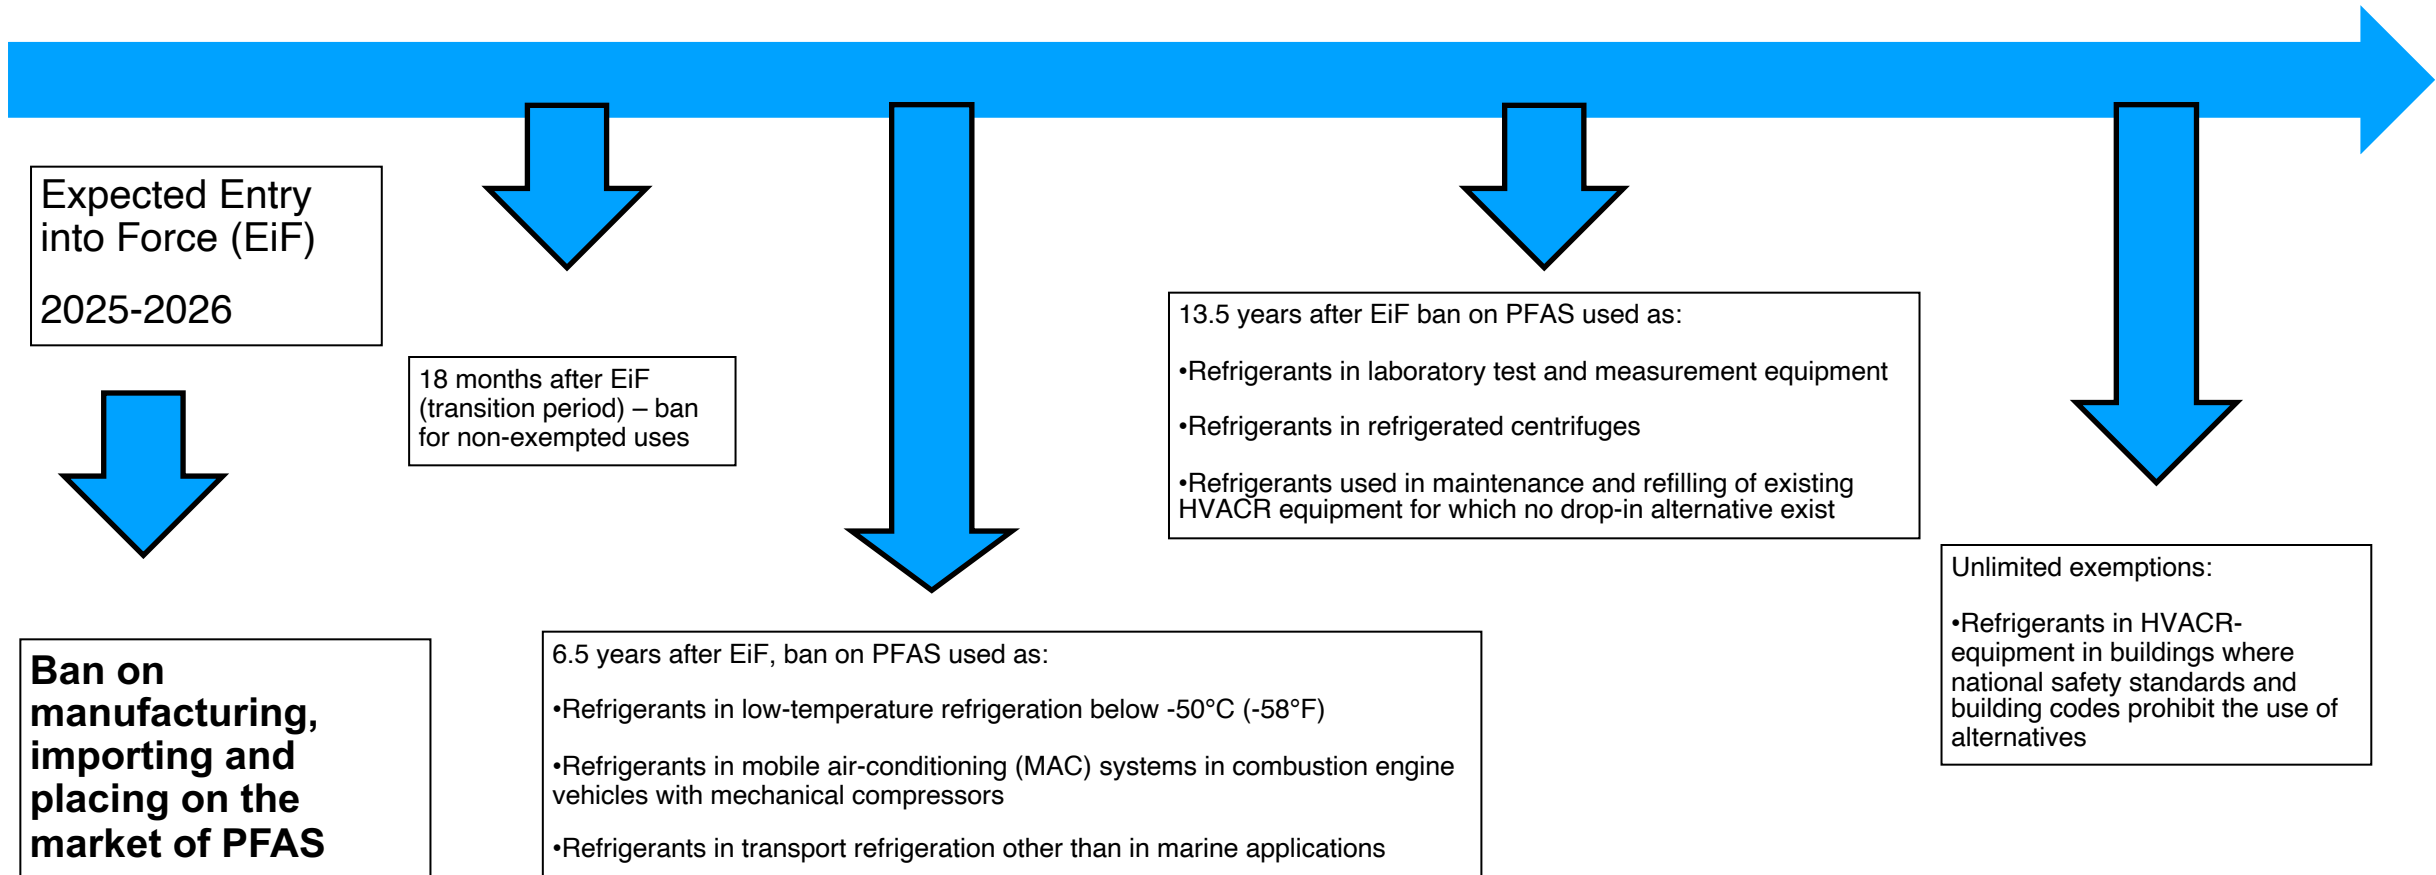 Expected Entry
into Force (EiF)
2025-2026
18 months after EiF
(transition period) – ban
for non-exempted uses
13.5 years after EiF ban on PFAS used as:
•Refrigerants in laboratory test and measurement equipment
•Refrigerants in refrigerated centrifuges
•Refrigerants used in maintenance and refilling of existing
HVACR equipment for which no drop-in alternative exist
Unlimited exemptions:
•Refrigerants in HVACR-
equipment in buildings where
national safety standards and
building codes prohibit the use of
alternatives
Ban on
manufacturing,
importing and
placing on the
market of PFAS
6.5 years after EiF, ban on PFAS used as:
•Refrigerants in low-temperature refrigeration below -50°C (-58°F)
•Refrigerants in mobile air-conditioning (MAC) systems in combustion engine
vehicles with mechanical compressors
•Refrigerants in transport refrigeration other than in marine applications